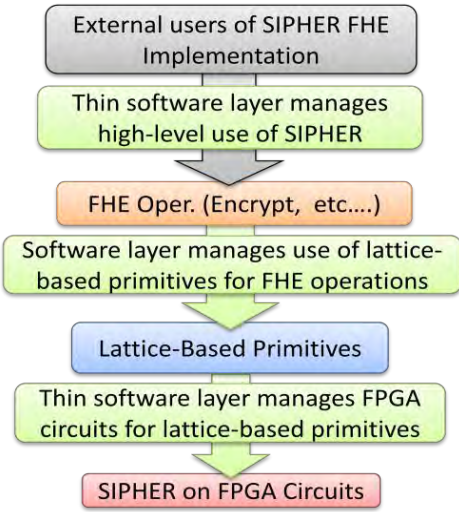 External users of SIPHER FHE
Implementation
Thin software layer manages
high-level use of SIPHER
FHE Oper. (Encrypt, etc....)
Software layer manages use of lattice-
based primitives for FHE operations
Lattice-Based Primitives
Thin software layer manages FPGA
circuits for lattice-based primitives
SIPHER on FPGA Circuits